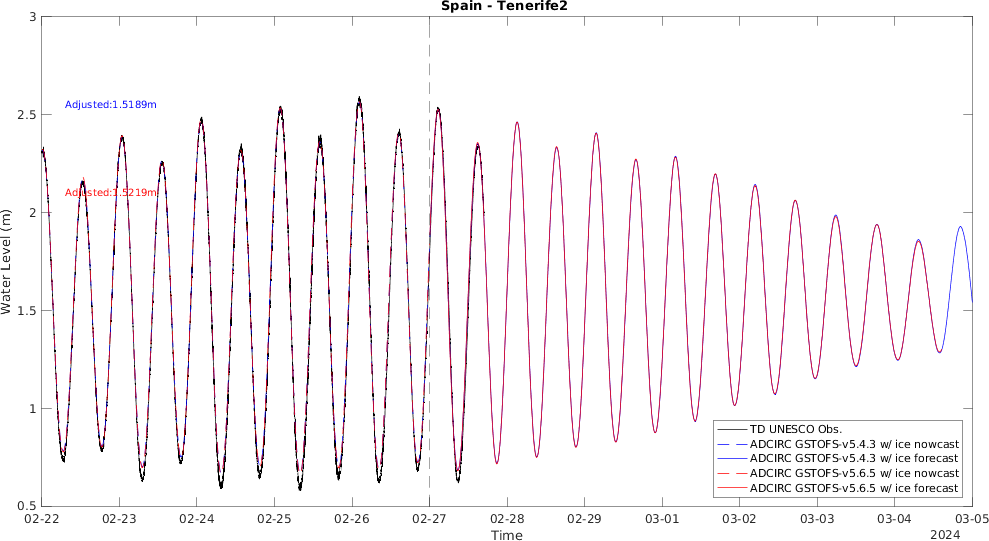 Spain - Tenerife2
3
2.5
2
1.5
1
0.5
Water Level (m)
Adjusted:1.5189m
Adjusted:1.5219m
TD UNESCO Obs.
ADCIRC GSTOFS-v5.4.3 w/ ice nowcast
ADCIRC GSTOFS-v5.4.3 w/ ice forecast
ADCIRC GSTOFS-v5.6.5 w/ ice nowcast
ADCIRC GSTOFS-v5.6.5 w/ ice forecast
02-22 02-23 02-24 02-25 02-26 02-27 02-28 02-29 03-01 03-02 03-03 03-04 03-05
Time
2024